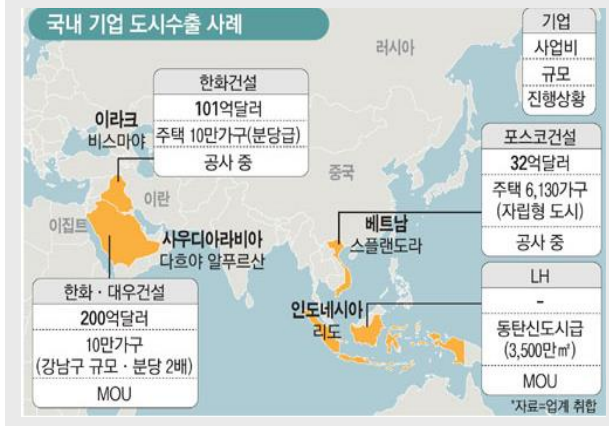 국내 기업 도시수출 사례
기업
사업비
규모
진행상황
러시아
중국
이란
이집트
이라크
비스마야
한화건설
101억달러
주택 10만가구(분당급)
공사 중
사우디아라비아
다흐야 알푸르산
한화·대우건설
200억달러
10만가구
(강남구 규모·분당 2배)
MOU
베트남
스플랜도라
포스코건설
32억달러
주택 6,130가구
(자립형 도시)
공사 중
인도네시아
리도
LH
-
동탄신도시급
(3,500만㎡)
MOU
*자료=업계 취합